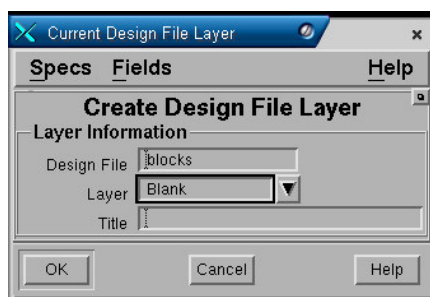 Current Design File Layer
Specs Fields Help
Create Design File Layer
Layer Information
Design File blocks
Layer Blank
Title
OK Cancel Help